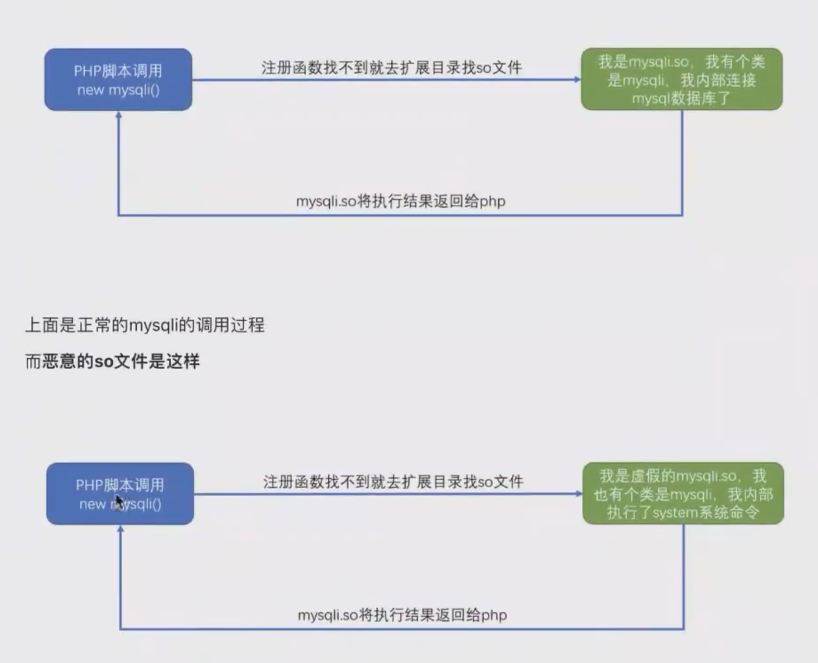 PHP脚本调用
new mysqli()
注册函数找不到就去扩展目录找so文件
我是mysqli.so，我有个类
是mysqli，我内部连接
mysql数据库了
mysqli.so将执行结果返回给php
上面是正常的mysqli的调用过程
而恶意的so文件是这样
PHP脚本调用
new mysqli()
注册函数找不到就去扩展目录找so文件
我是虚假的mysqli.so，我
也有个类是mysqli，我内部
执行了system系统命令
mysqli.so将执行结果返回给php